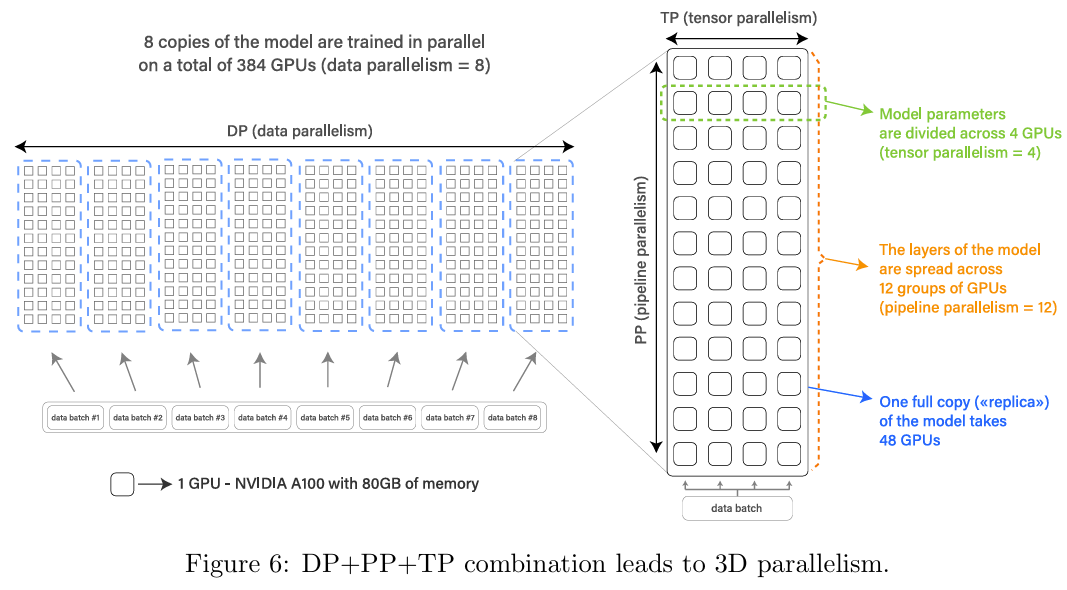 8 copies of the model are trained in parallel
on a total of 384 GPUs (data parallelism = 8)
DP (data parallelism)
data batch #1
data batch #2
data batch #3
data batch #4
data batch #5
data batch #6
data batch #7
data batch #8
1 GPU - NVIDIA A100 with 80GB of memory
TP (tensor parallelism)
PP (pipeline parallelism)
Model parameters
are divided across 4 GPUs
(tensor parallelism = 4)
The layers of the model
are spread across
12 groups of GPUs
(pipeline parallelism = 12)
One full copy («replica»)
of the model takes
48 GPUs
data batch
Figure 6: DP+PP+TP combination leads to 3D parallelism.